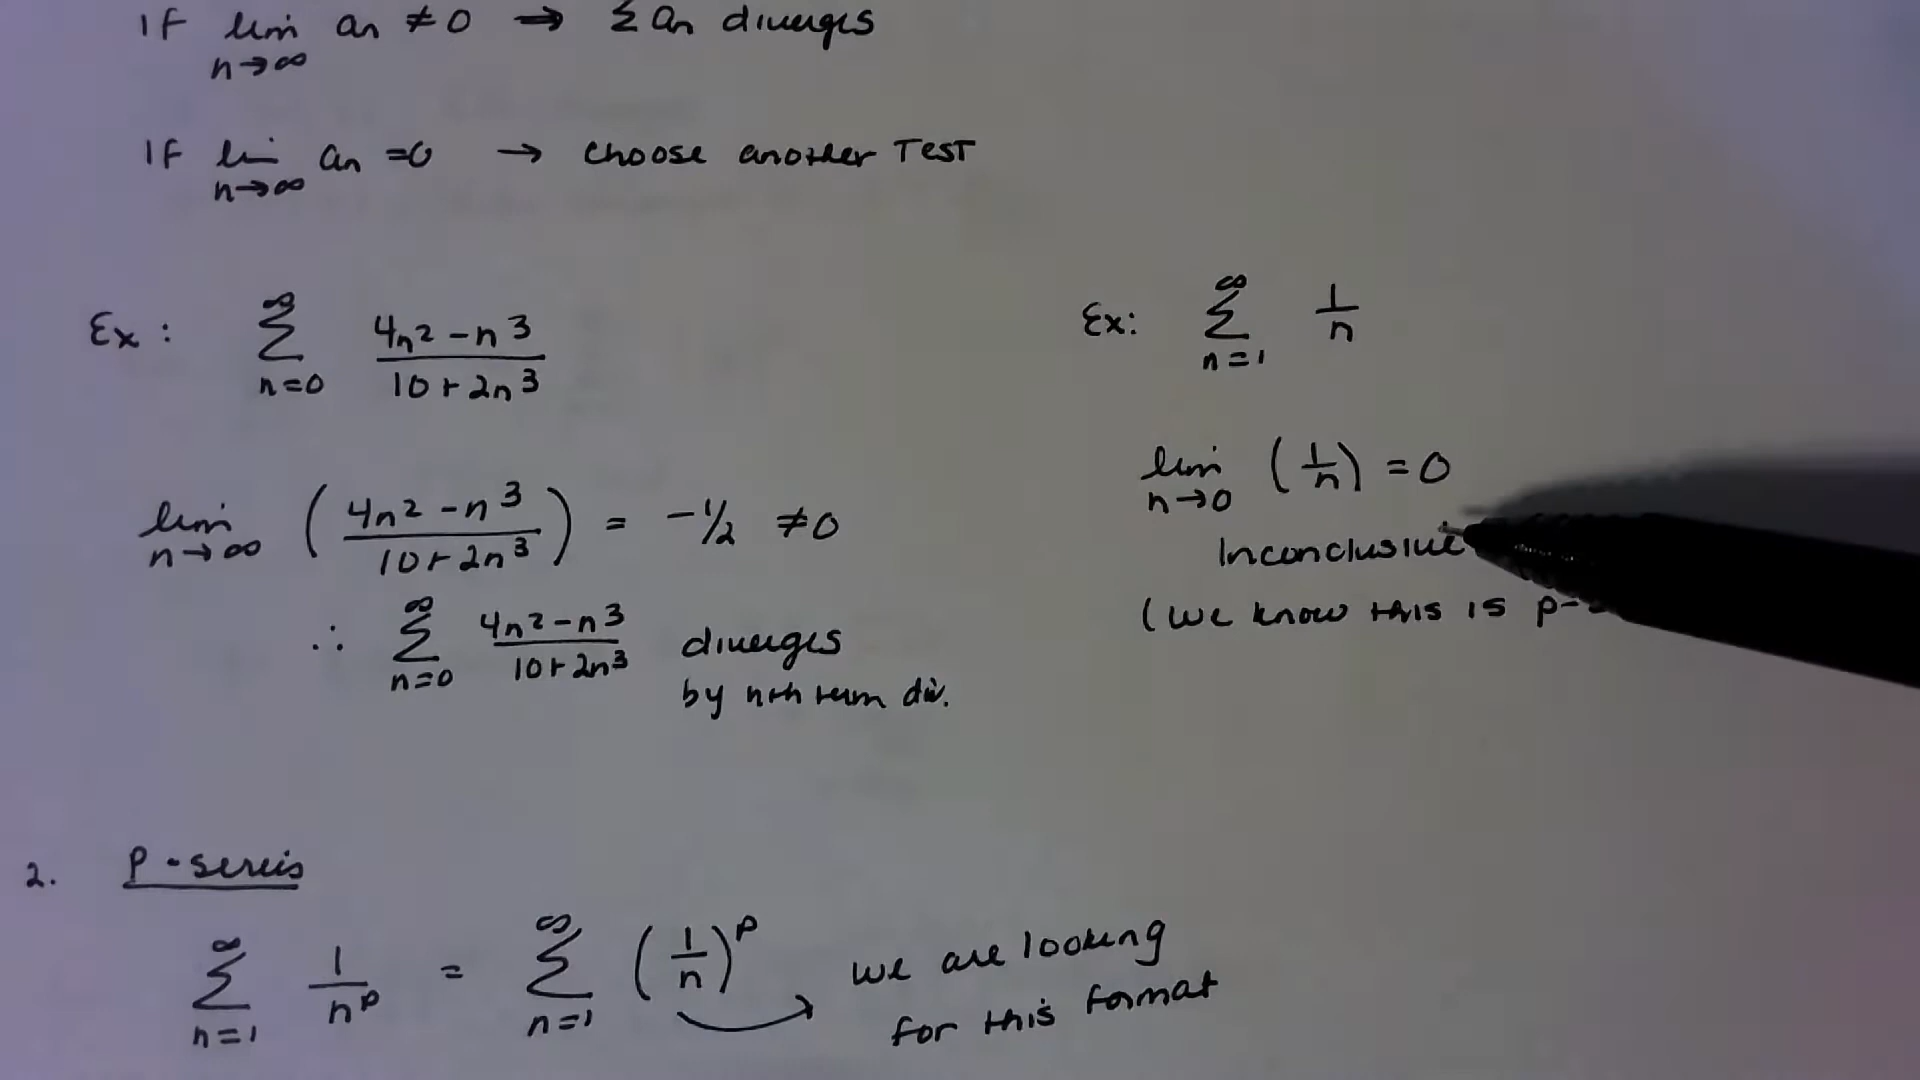 If lim n→∞ an ≠ 0 → Σ an diverges
If lim n→∞ an = 0 → choose another Test
Ex: ∞ Σ n=0 4n² - n³ / 10 + 2n³
lim n→∞ (4n² - n³ / 10 + 2n³) = -1/2 ≠ 0
∴ ∞ Σ n=0 4n² - n³ / 10 + 2n³ diverges
by nth term div.
Ex: ∞ Σ n=1 1/n
lim n→0 (1/n) = 0
Inconclusive
(we know this is p-
2. P-sereis
∞ Σ n=1 1/n^p = ∞ Σ n=1 (1/n)^p we are looking
for this format